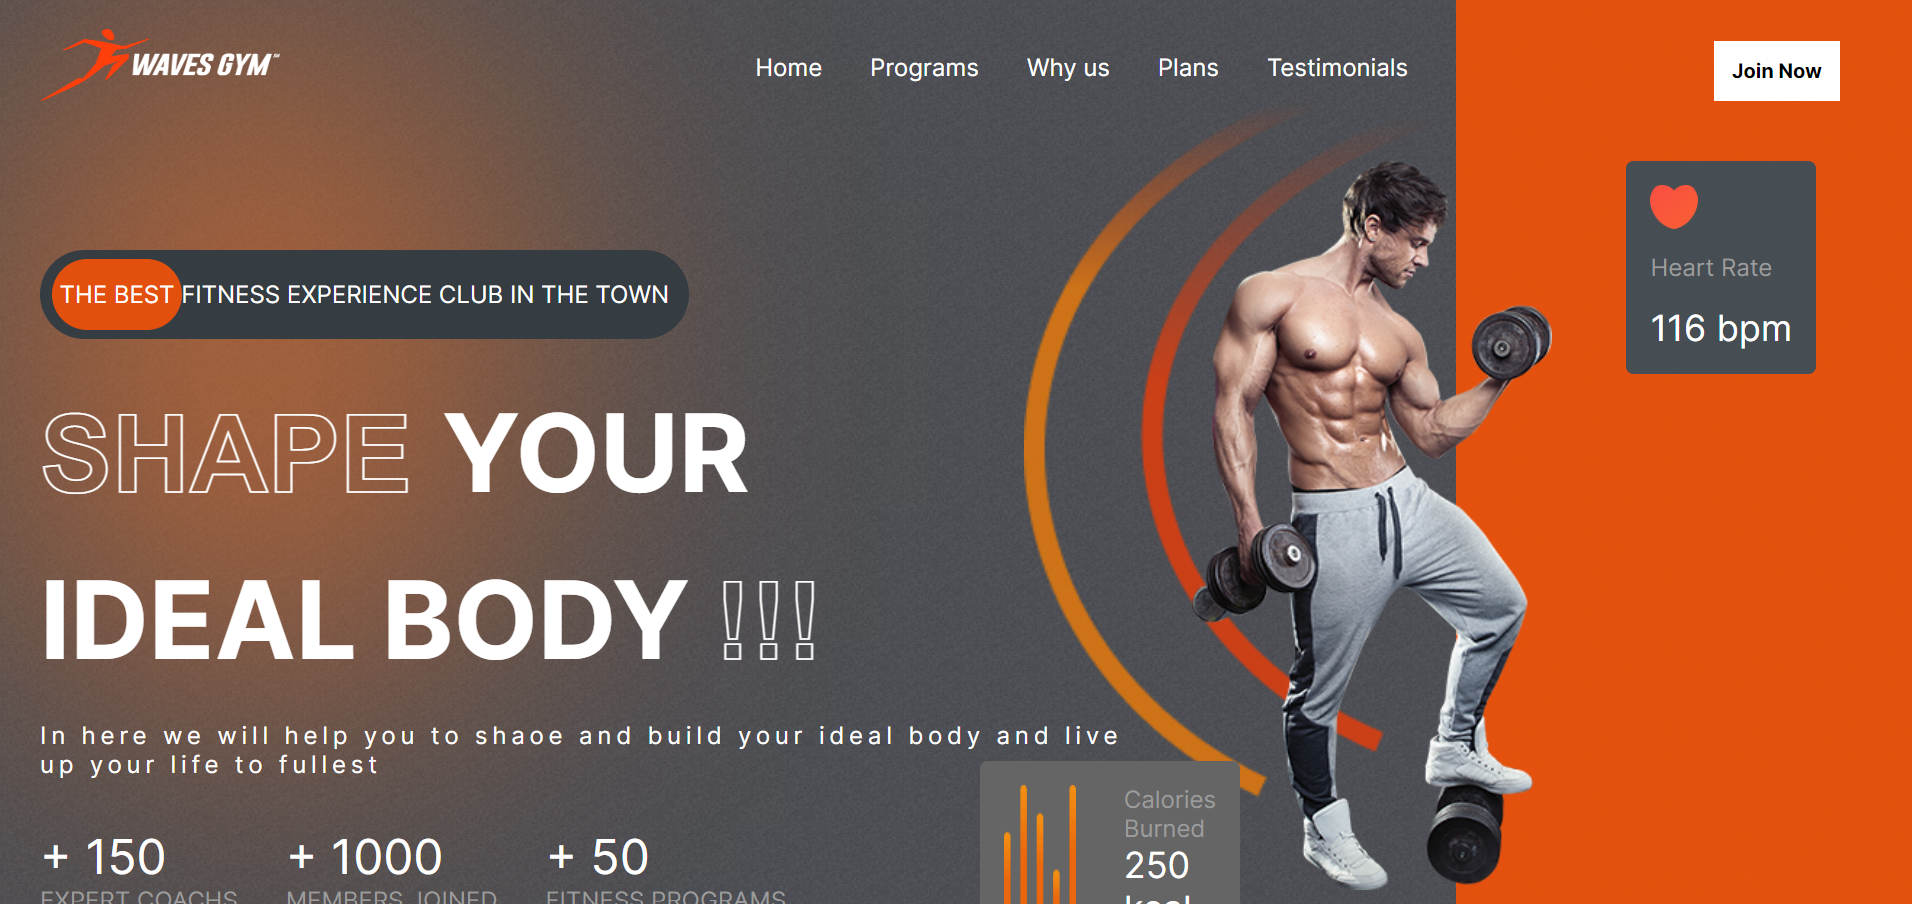 WAVES GYM™
Home Programs Why us Plans Testimonials
Join Now
Heart Rate
116 bpm
THE BEST FITNESS EXPERIENCE CLUB IN THE TOWN
SHAPE YOUR
IDEAL BODY !!!
In here we will help you to shaoe and build your ideal body and live
up your life to fullest
+ 150
EXPERT COACHS
+ 1000
MEMBERS JOINED
+ 50
FITNESS PROGRAMS
Calories
Burned
250
kcal